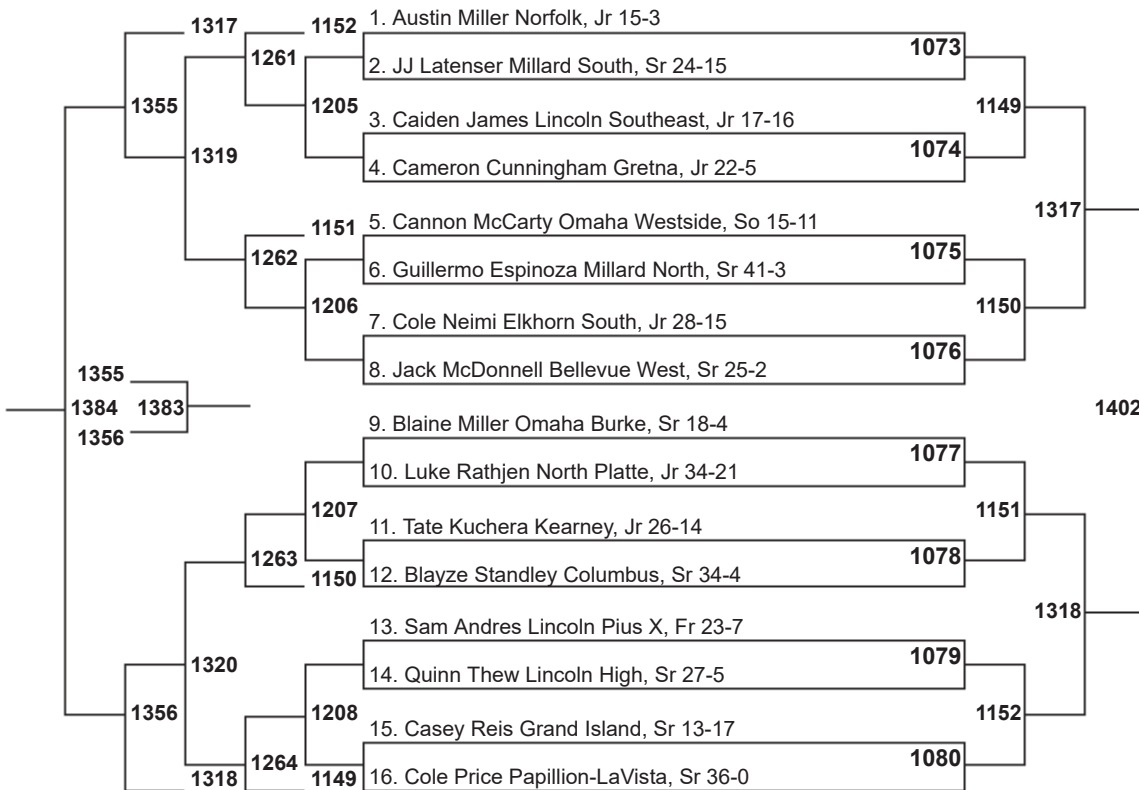 1317 1152 1. Austin Miller Norfolk, Jr 15-3
1261 1073
2. JJ Latenser Millard South, Sr 24-15
1355 1205 1149
3. Caiden James Lincoln Southeast, Jr 17-16
1319 1074
4. Cameron Cunningham Gretna, Jr 22-5
1317
1151 5. Cannon McCarty Omaha Westside, So 15-11
1262 1075
6. Guillermo Espinoza Millard North, Sr 41-3
1206 1150
7. Cole Neimi Elkhorn South, Jr 28-15
1076
1355 8. Jack McDonnell Bellevue West, Sr 25-2
1384 1383 1402
1356 9. Blaine Miller Omaha Burke, Sr 18-4
1077
10. Luke Rathjen North Platte, Jr 34-21
1207 1151
11. Tate Kuchera Kearney, Jr 26-14
1263 1078
1150 12. Blayze Standley Columbus, Sr 34-4
1318
13. Sam Andres Lincoln Pius X, Fr 23-7
1320 1079
14. Quinn Thew Lincoln High, Sr 27-5
1356 1208 1152
15. Casey Reis Grand Island, Sr 13-17
1264 1080
1318 1149 16. Cole Price Papillion-LaVista, Sr 36-0